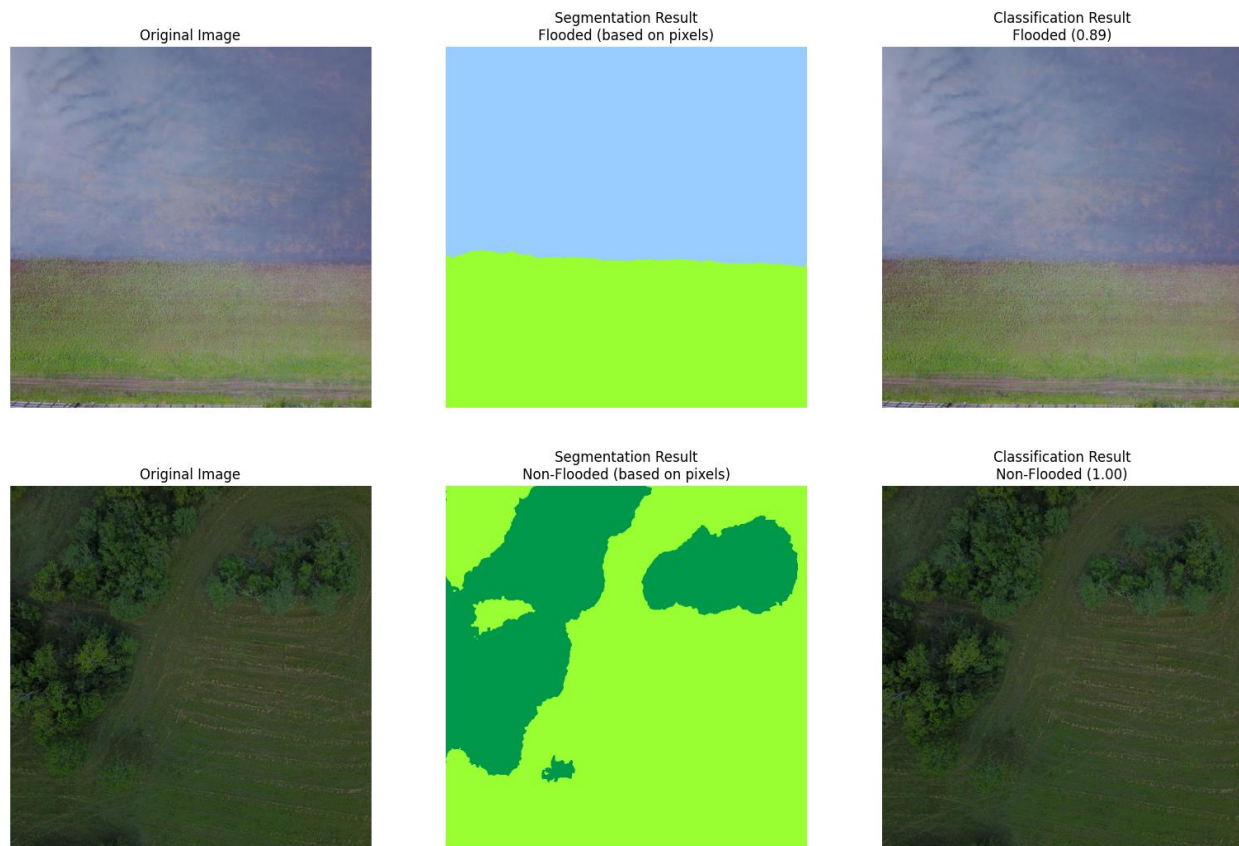 Original Image
Segmentation Result
Flooded (based on pixels)
Classification Result
Flooded (0.89)
Original Image
Segmentation Result
Non-Flooded (based on pixels)
Classification Result
Non-Flooded (1.00)